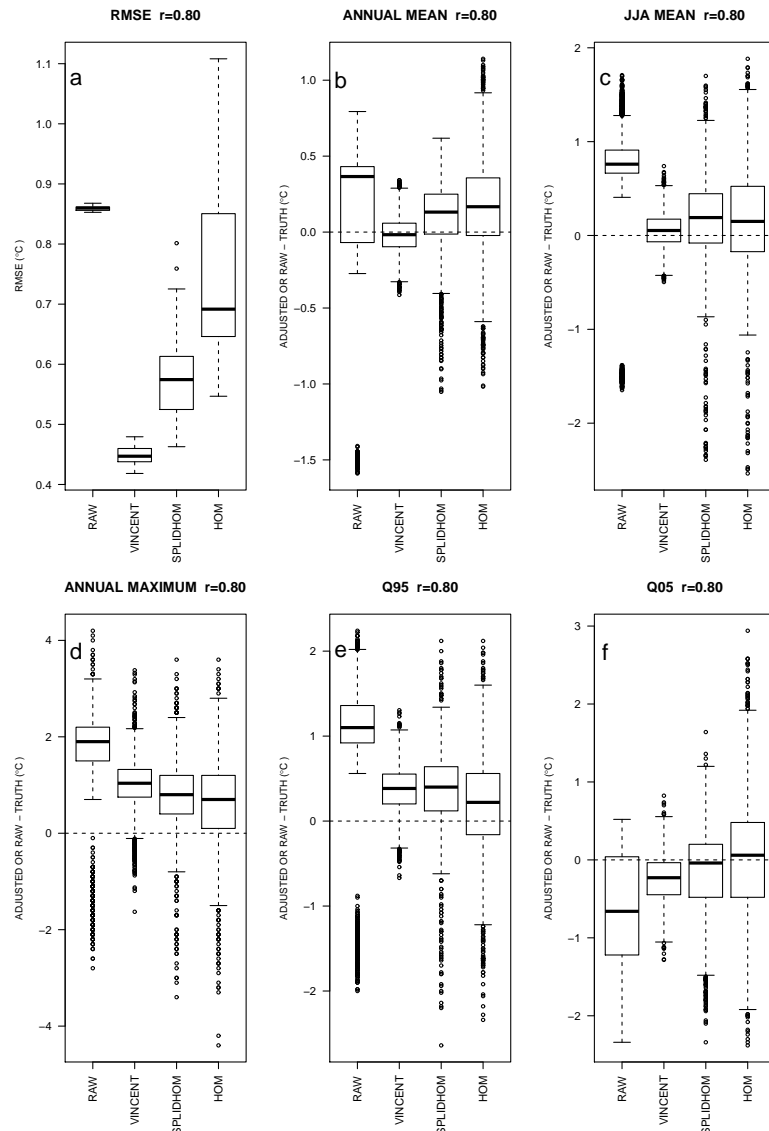 RMSE r=0.80
a
RMSE (°C)
1.1
1.0
0.9
0.8
0.7
0.6
0.5
0.4
RAW
VINCENT
SPLIDHOM
HOM
ANNUAL MEAN r=0.80
b
ADJUSTED OR RAW − TRUTH (°C)
1.0
0.5
0.0
−0.5
−1.0
−1.5
RAW
VINCENT
SPLIDHOM
HOM
JJA MEAN r=0.80
c
ADJUSTED OR RAW − TRUTH (°C)
2
1
0
−1
−2
RAW
VINCENT
SPLIDHOM
HOM
ANNUAL MAXIMUM r=0.80
d
ADJUSTED OR RAW − TRUTH (°C)
4
2
0
−2
−4
RAW
VINCENT
SPLIDHOM
HOM
Q95 r=0.80
e
ADJUSTED OR RAW − TRUTH (°C)
2
1
0
−1
−2
RAW
VINCENT
SPLIDHOM
HOM
Q05 r=0.80
f
ADJUSTED OR RAW − TRUTH (°C)
3
2
1
0
−1
−2
RAW
VINCENT
SPLIDHOM
HOM